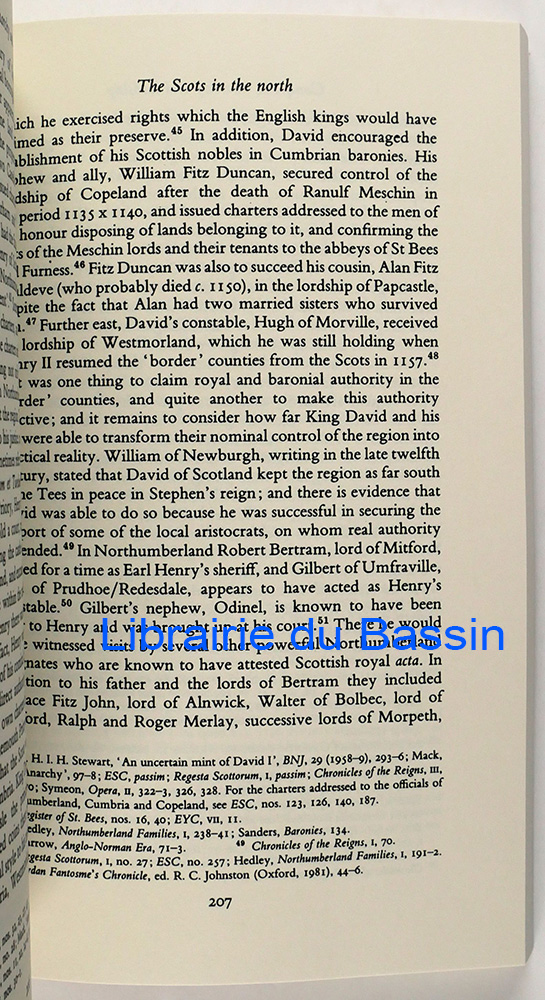 The Scots in the north
ich he exercised rights which the English kings would have
imed as their preserve.⁴⁵ In addition, David encouraged the
ablishment of his Scottish nobles in Cumbrian baronies. His
phew and ally, William Fitz Duncan, secured control of the
dship of Copeland after the death of Ranulf Meschin in
period 1135 x 1140, and issued charters addressed to the men of
honour disposing of lands belonging to it, and confirming the
s of the Meschin lords and their tenants to the abbeys of St Bees
l Furness.⁴⁶ Fitz Duncan was also to succeed his cousin, Alan Fitz
ldeve (who probably died c. 1150), in the lordship of Papcastle,
pite the fact that Alan had two married sisters who survived
1.⁴⁷ Further east, David's constable, Hugh of Morville, received
lordship of Westmorland, which he was still holding when
nry II resumed the 'border' counties from the Scots in 1157.⁴⁸
t was one thing to claim royal and baronial authority in the
rder' counties, and quite another to make this authority
ctive; and it remains to consider how far King David and his
were able to transform their nominal control of the region into
ctical reality. William of Newburgh, writing in the late twelfth
tury, stated that David of Scotland kept the region as far south
he Tees in peace in Stephen's reign; and there is evidence that
vid was able to do so because he was successful in securing the
port of some of the local aristocrats, on whom real authority
ended.⁴⁹ In Northumberland Robert Bertram, lord of Mitford,
ed for a time as Earl Henry's sheriff, and Gilbert of Umfraville,
of Prudhoe/Redesdale, appears to have acted as Henry's
stable.⁵⁰ Gilbert's nephew, Odinel, is known to have been
to Henry and was brought up at his court.⁵¹ There he would
Librairie du Bassin
e witnessed visits by several other powerful Northumberland
nates who are known to have attested Scottish royal acta. In
tion to his father and the lords of Bertram they included
ace Fitz John, lord of Alnwick, Walter of Bolbec, lord of
ord, Ralph and Roger Merlay, successive lords of Morpeth,
H. I. H. Stewart, 'An uncertain mint of David I', BNJ, 29 (1958–9), 293–6; Mack,
Anarchy', 97–8; ESC, passim; Regesta Scottorum, I, passim; Chronicles of the Reigns, III,
o; Symeon, Opera, II, 322–3, 326, 328. For the charters addressed to the officials of
umberland, Cumbria and Copeland, see ESC, nos. 123, 126, 140, 187.
egister of St. Bees, nos. 16, 40; EYC, VII, 11.
edley, Northumberland Families, I, 238–41; Sanders, Baronies, 134.
arrow, Anglo-Norman Era, 71–3. ⁴⁹ Chronicles of the Reigns, I, 70.
egesta Scottorum, I, no. 27; ESC, no. 257; Hedley, Northumberland Families, I, 191–2.
rdan Fantosme's Chronicle, ed. R. C. Johnston (Oxford, 1981), 44–6.
207